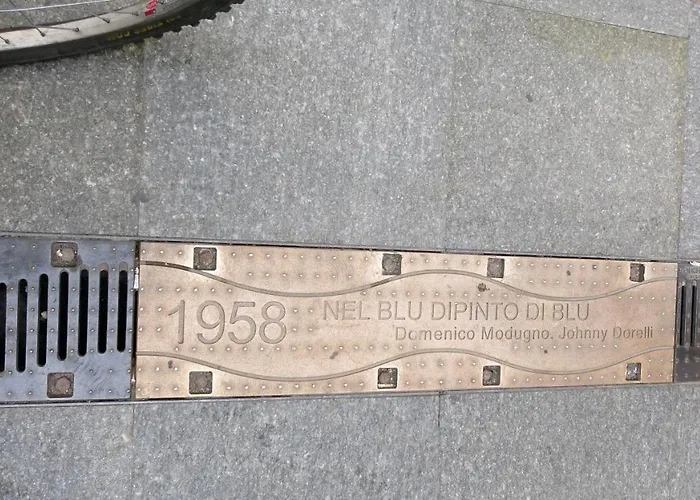 1958
NEL BLU DIPINTO DI BLU
Domenico Modugno. Johnny Dorelli